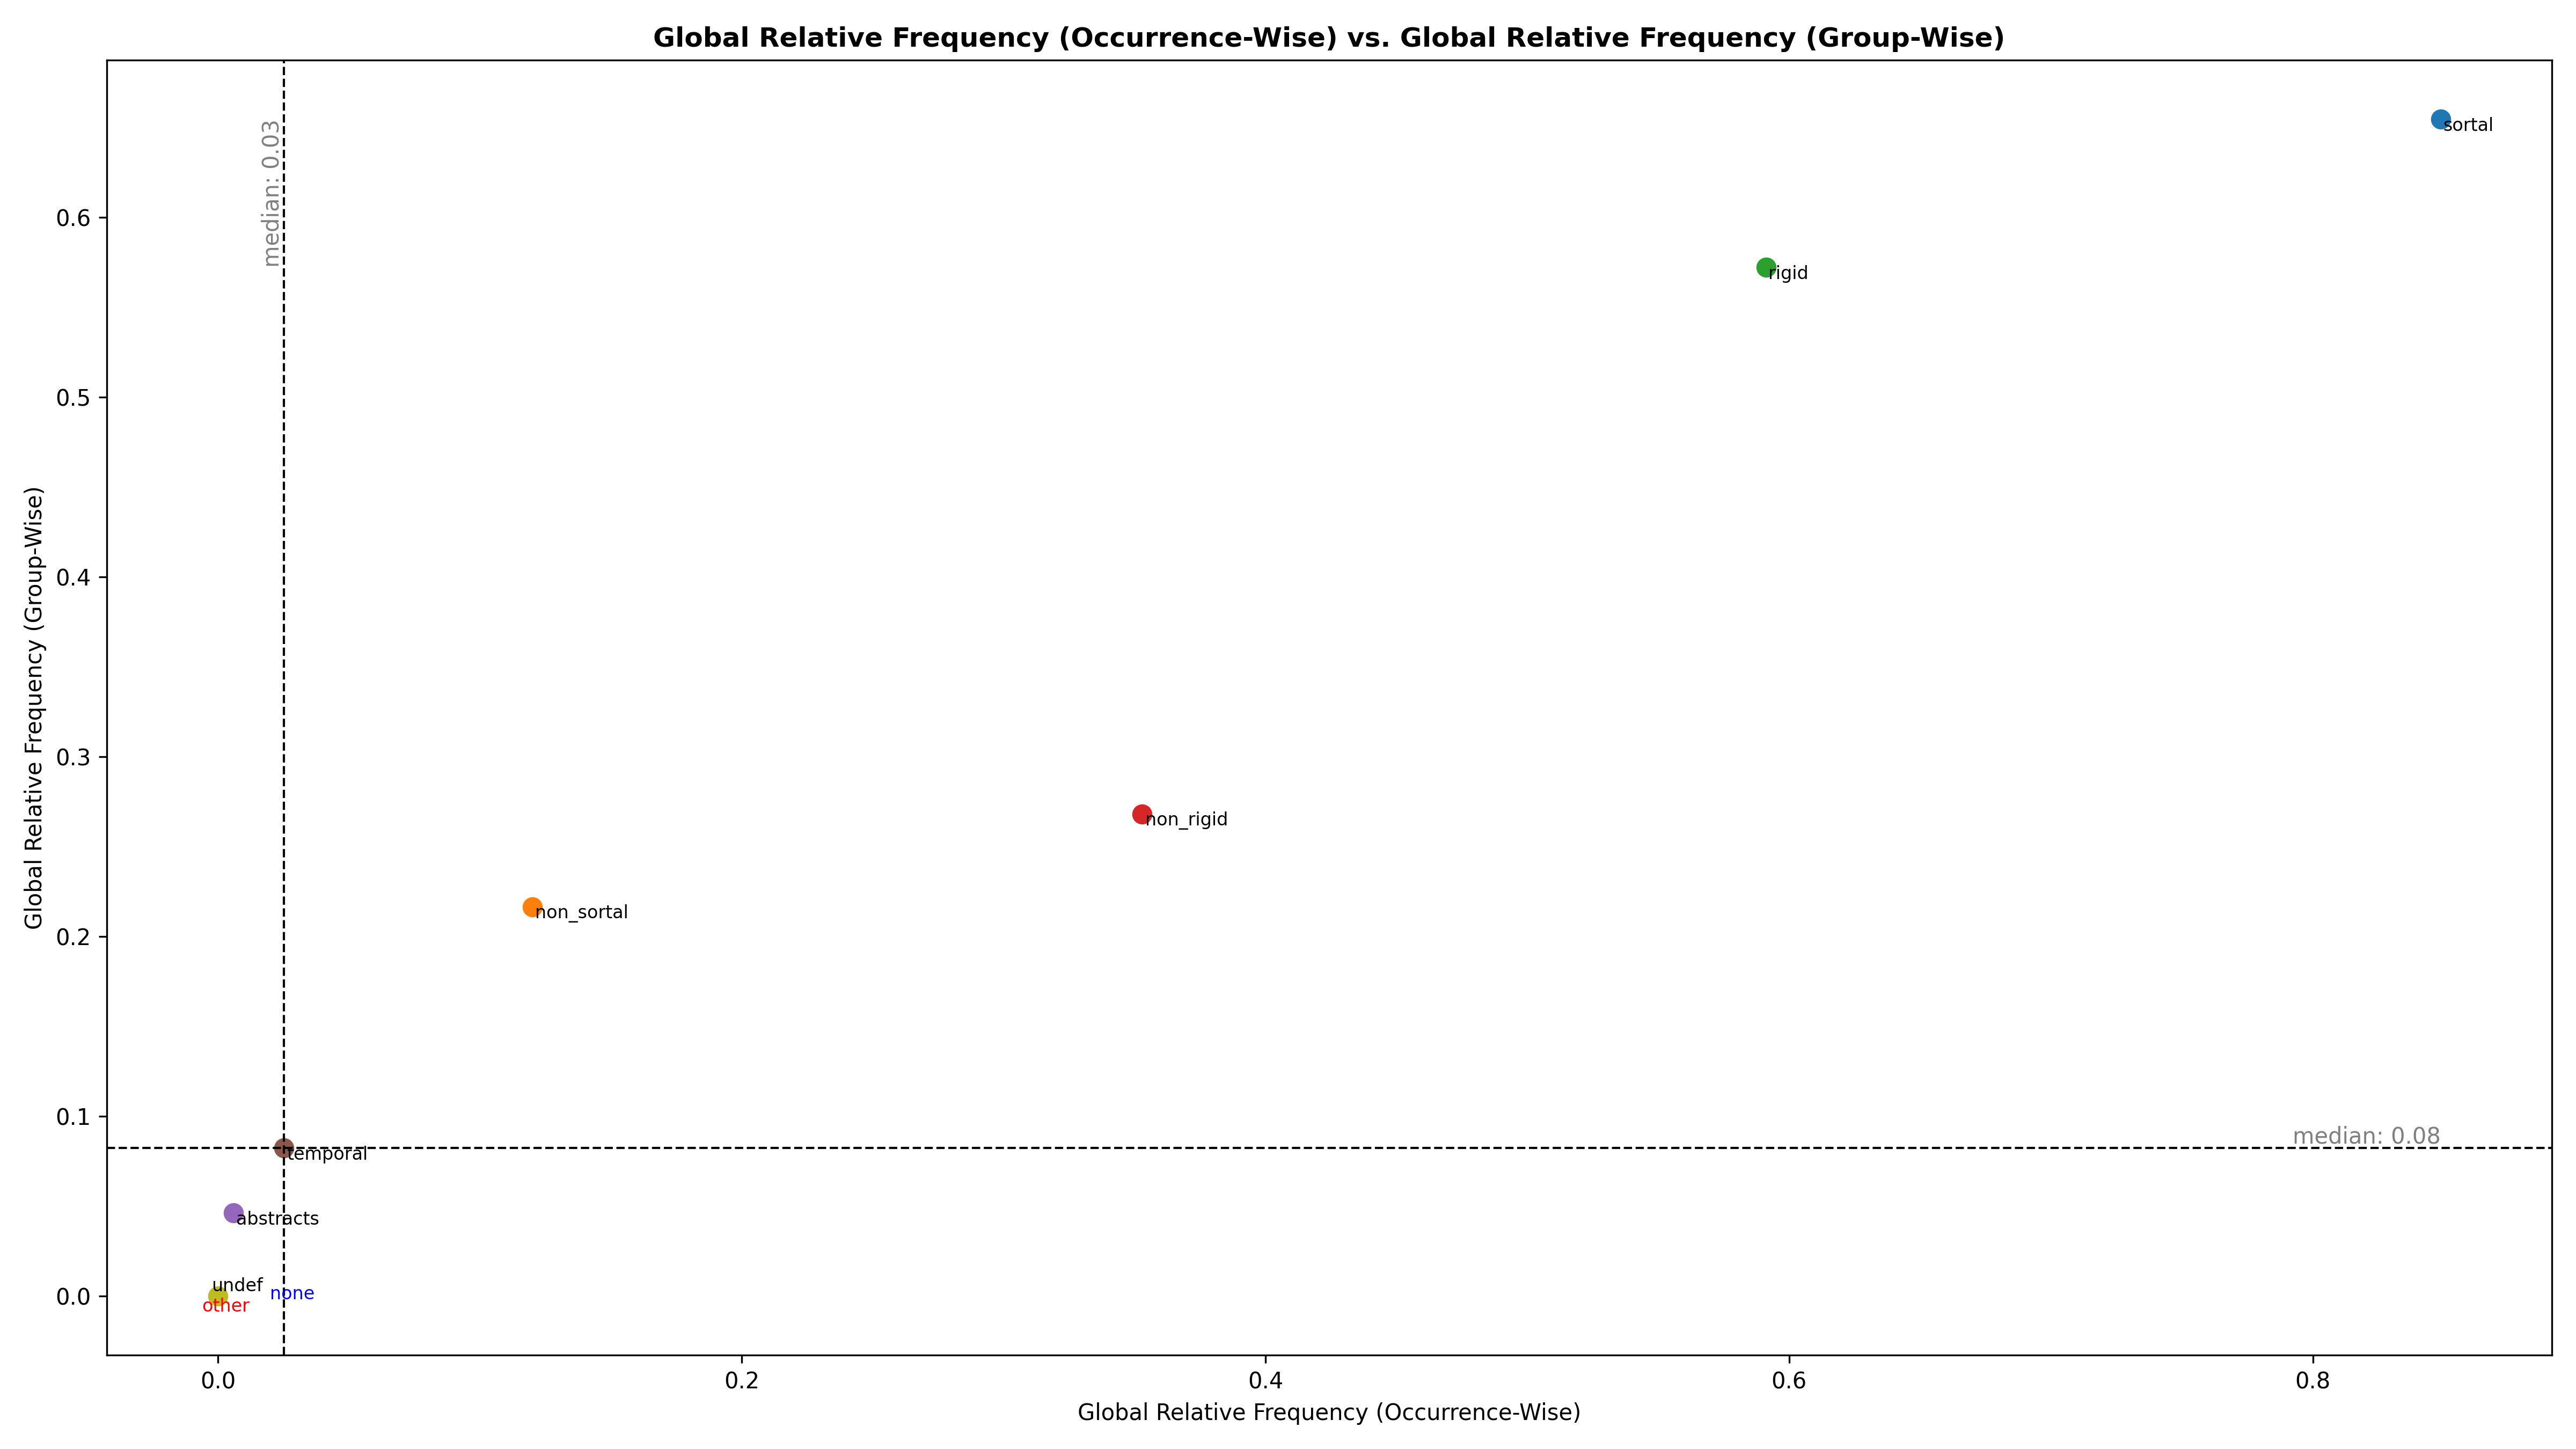 Global Relative Frequency (Occurrence-Wise) vs. Global Relative Frequency (Group-Wise)
Global Relative Frequency (Group-Wise)
0.6
0.5
0.4
0.3
0.2
0.1
0.0
median: 0.03
sortal
rigid
non_rigid
non_sortal
median: 0.08
temporal
abstracts
undef
none
other
0.0
0.2
0.4
0.6
0.8
Global Relative Frequency (Occurrence-Wise)